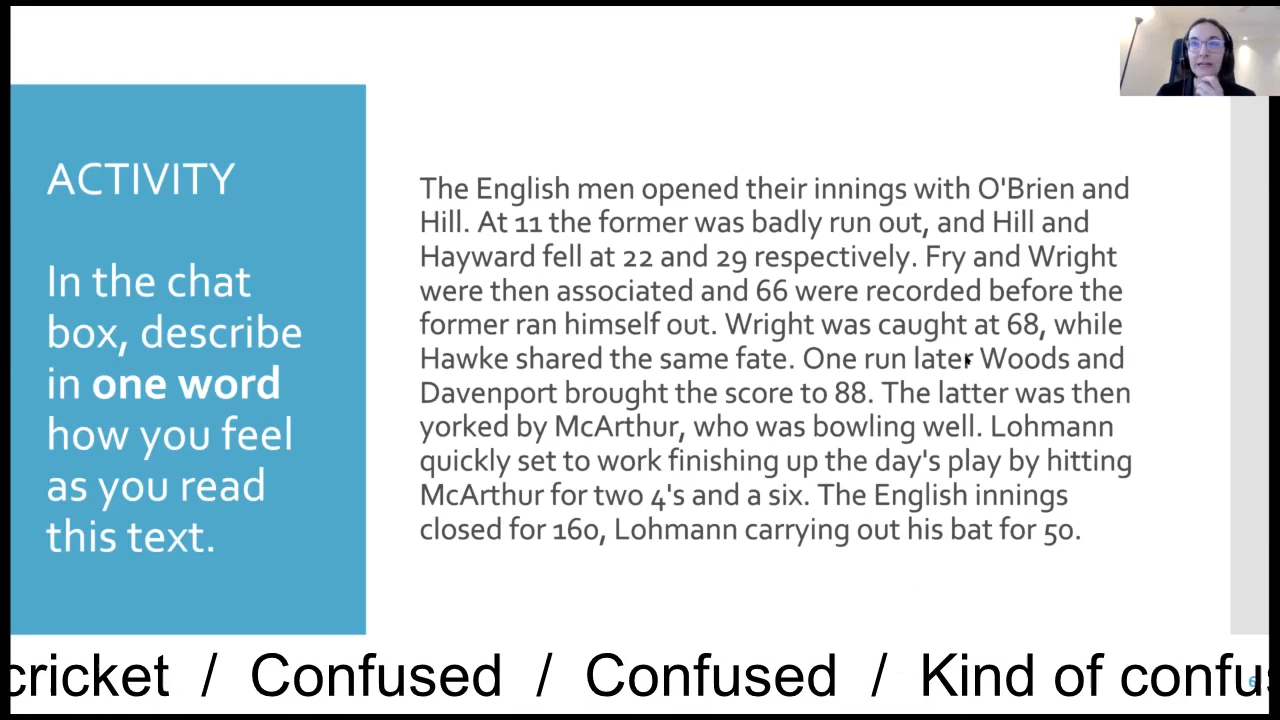 ACTIVITY
In the chat
box, describe
in one word
how you feel
as you read
this text.
The English men opened their innings with O'Brien and
Hill. At 11 the former was badly run out, and Hill and
Hayward fell at 22 and 29 respectively. Fry and Wright
were then associated and 66 were recorded before the
former ran himself out. Wright was caught at 68, while
Hawke shared the same fate. One run later Woods and
Davenport brought the score to 88. The latter was then
yorked by McArthur, who was bowling well. Lohmann
quickly set to work finishing up the day's play by hitting
McArthur for two 4's and a six. The English innings
closed for 160, Lohmann carrying out his bat for 50.
cricket / Confused / Confused / Kind of confus